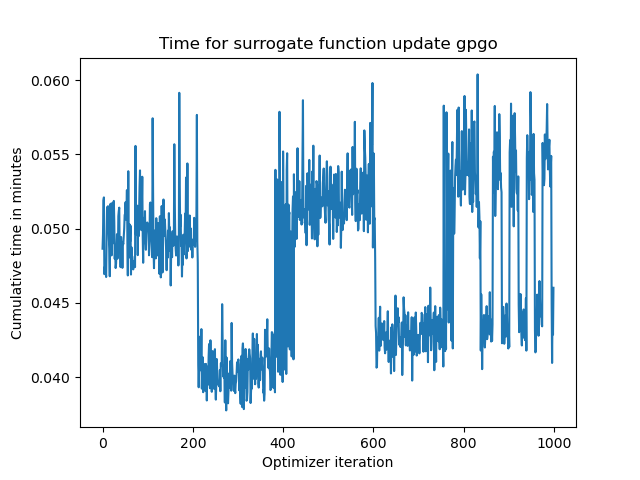 Time for surrogate function update gpgo
0.060
0.055
0.050
0.045
0.040
Cumulative time in minutes
0 200 400 600 800 1000
Optimizer iteration